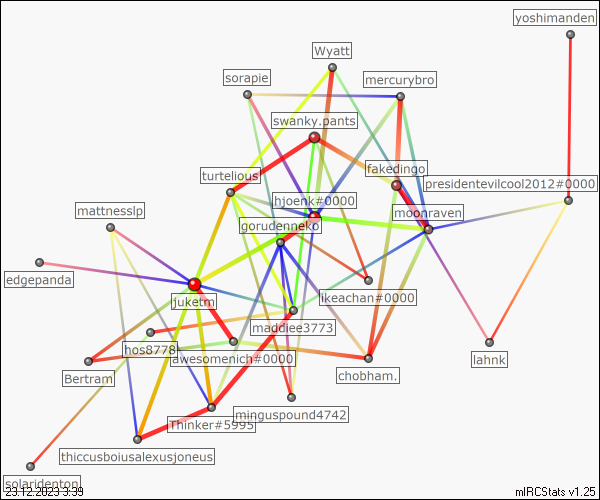 yoshimanden
Wyatt
sorapie
mercurybro
swanky.pants
fakedingo
turtelious
presidentevilcool2012#0000
hjoenk#0000
mattnesslp
moonraven
gorudenneko
edgepanda
juketm
likeachan#0000
maddiee3773
hos8778
awesomenich#0000
lahnk
Bertram
chobham.
minguspound4742
Thinker#5995
thiccusboiusalexusjoneus
solaridenton
23.12.2023 3:39
mIRCStats v1.25